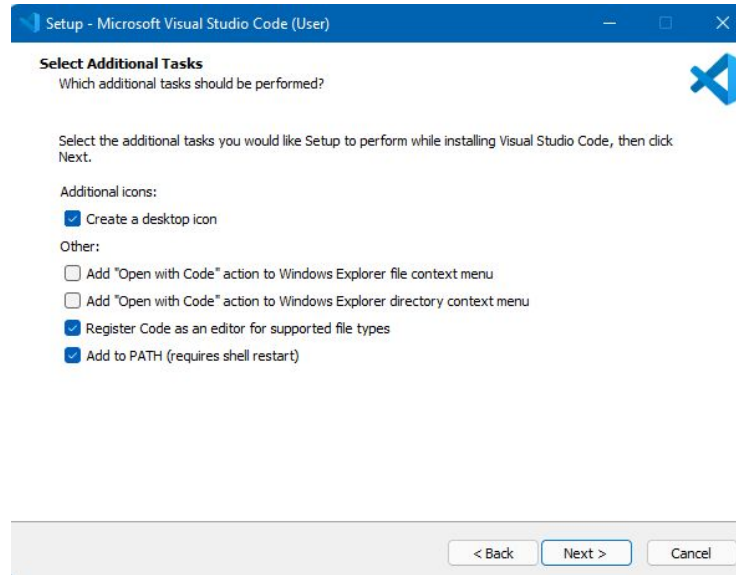 Setup - Microsoft Visual Studio Code (User)
Select Additional Tasks
Which additional tasks should be performed?
Select the additional tasks you would like Setup to perform while installing Visual Studio Code, then click
Next.
Additional icons:
Create a desktop icon
Other:
Add "Open with Code" action to Windows Explorer file context menu
Add "Open with Code" action to Windows Explorer directory context menu
Register Code as an editor for supported file types
Add to PATH (requires shell restart)
< Back Next > Cancel